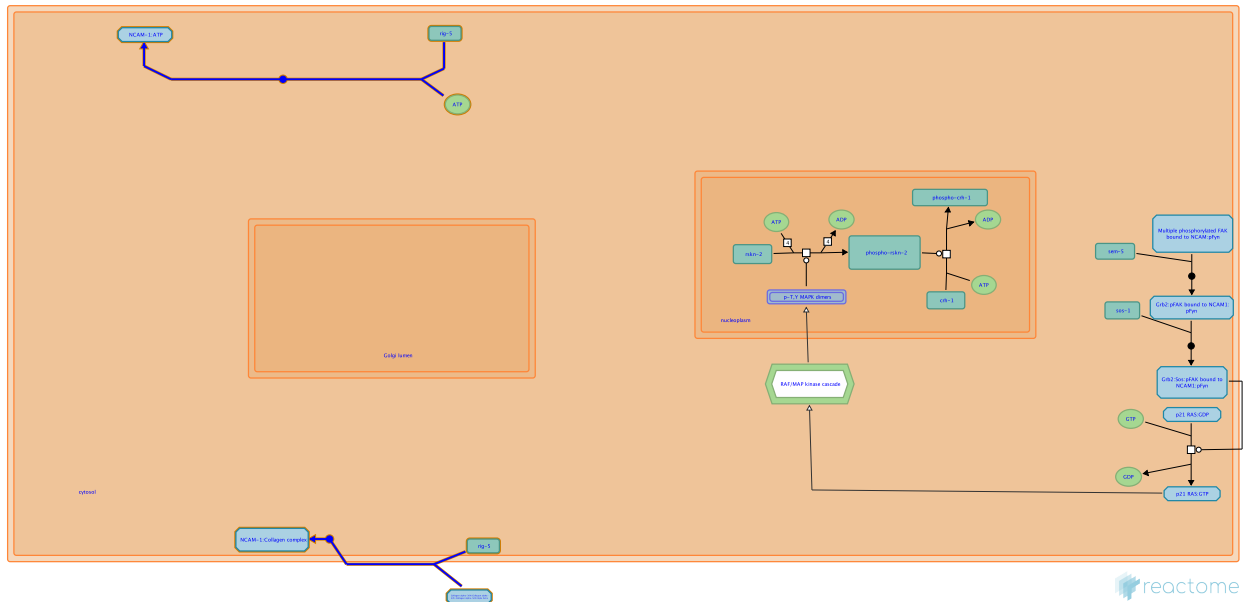 NCAM-1:ATP
rig-5
ATP
phospho-crh-1
ATP
ADP
ADP
4
4
rskn-2
phospho-rskn-2
ATP
p-T,Y MAPK dimers
crh-1
nucleoplasm
Multiple phosphorylated FAK
bound to NCAM:pFyn
sem-5
Grb2:pFAK bound to NCAM1:
pFyn
sos-1
Golgi lumen
RAF/MAP kinase cascade
Grb2:Sos:pFAK bound to
NCAM1:pFyn
p21 RAS:GDP
GTP
GDP
p21 RAS:GTP
cytosol
NCAM-1:Collagen complex
rig-5
reactome